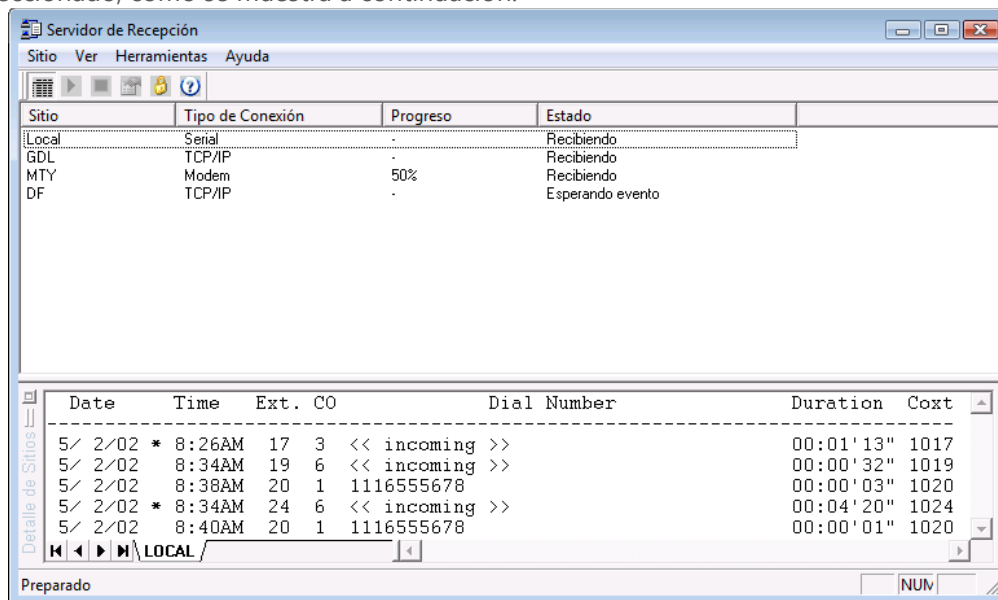 eccionado, como se muestra a continuación.
Servidor de Recepción
Sitio Ver Herramientas Ayuda
Sitio Tipo de Conexión Progreso Estado
Local Serial - Recibiendo
GDL TCP/IP - Recibiendo
MTY Modem 50% Recibiendo
DF TCP/IP - Esperando evento
Detalle de Sitios
Date Time Ext. CO Dial Number Duration Coxt
5/ 2/02 * 8:26AM 17 3 << incoming >> 00:01'13" 1017
5/ 2/02 8:34AM 19 6 << incoming >> 00:00'32" 1019
5/ 2/02 8:38AM 20 1 1116555678 00:00'03" 1020
5/ 2/02 * 8:34AM 24 6 << incoming >> 00:04'20" 1024
5/ 2/02 8:40AM 20 1 1116555678 00:00'01" 1020
LOCAL
Preparado NUM